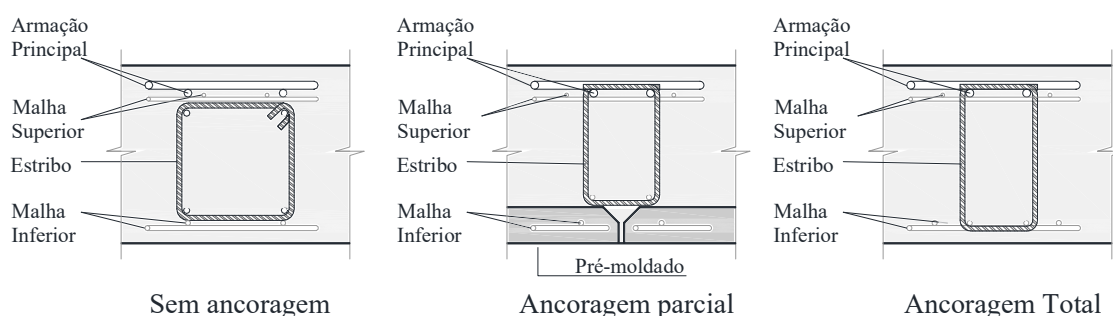 Armação
Principal
Malha
Superior
Estribo
Malha
Inferior
Sem ancoragem
Armação
Principal
Malha
Superior
Estribo
Malha
Inferior
Pré-moldado
Ancoragem parcial
Armação
Principal
Malha
Superior
Estribo
Malha
Inferior
Ancoragem Total